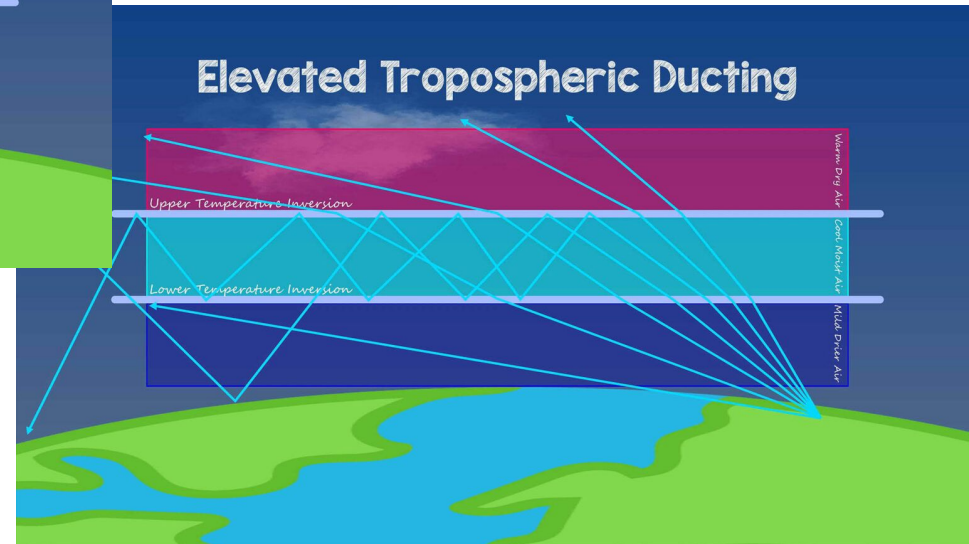 Elevated Tropospheric Ducting
Warm Dry Air
Upper Temperature Inversion
Cool Moist Air
Lower Temperature Inversion
Mild Drier Air